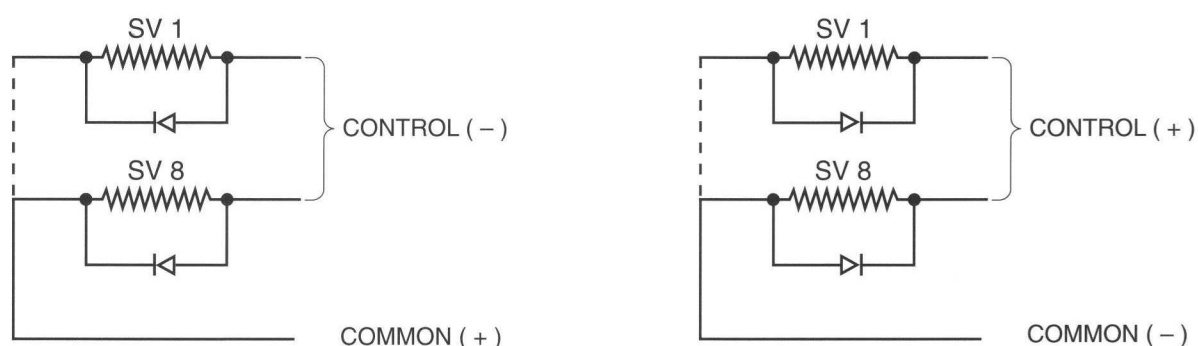 SV 1
CONTROL ( – )
SV 8
COMMON ( + )
SV 1
CONTROL ( + )
SV 8
COMMON ( – )